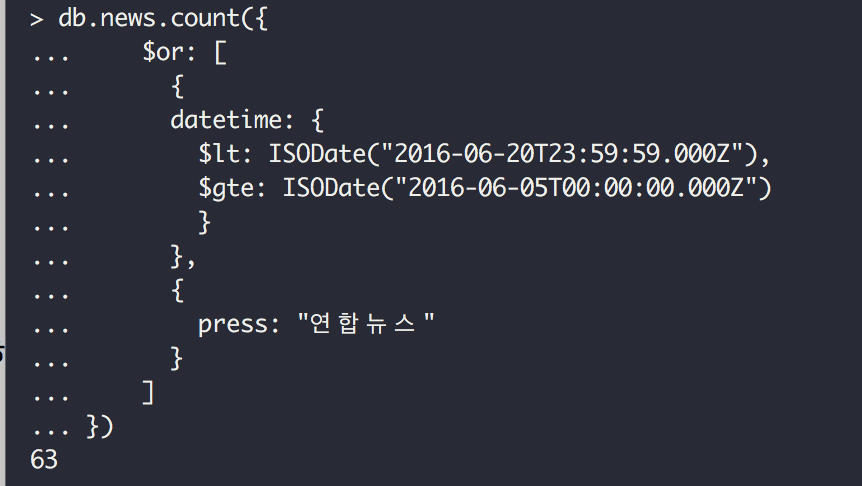 > db.news.count({
... $or: [
... {
... datetime: {
... $lt: ISODate("2016-06-20T23:59:59.000Z"),
... $gte: ISODate("2016-06-05T00:00:00.000Z")
... }
... },
... {
... press: "연합뉴스"
... }
... ]
... })
63